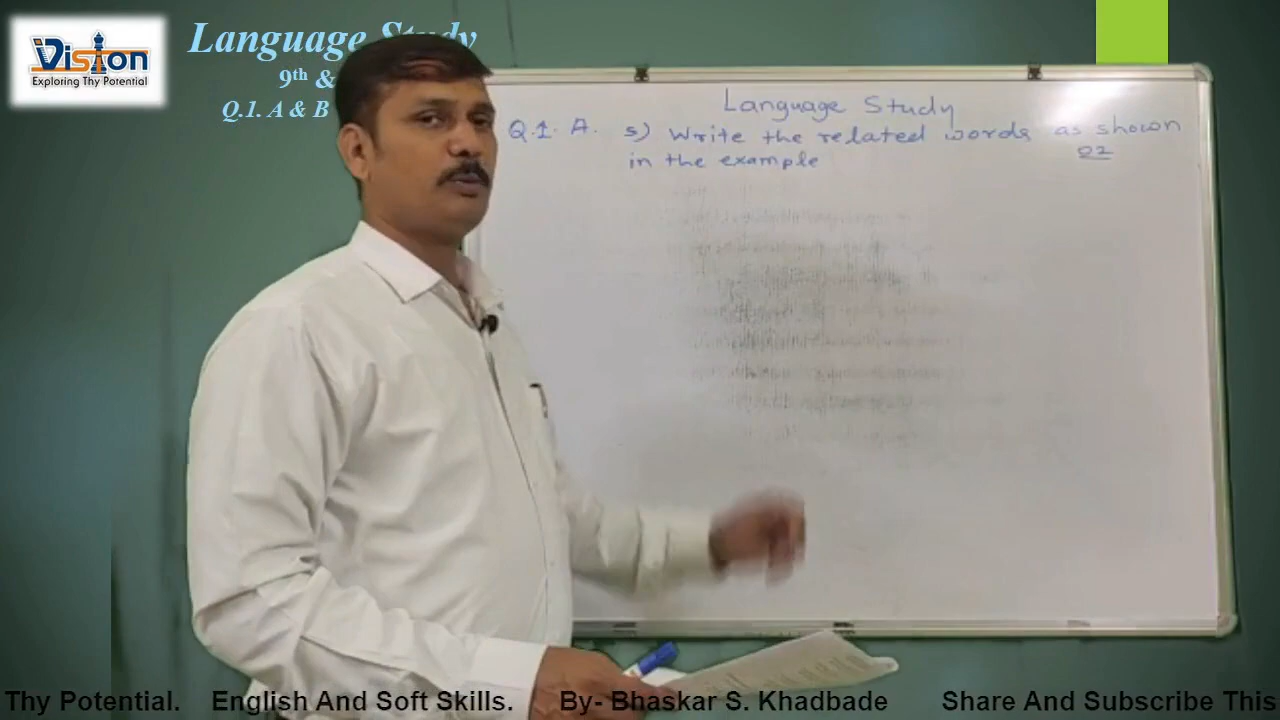 Vision
Exploring Thy Potential
Language Study
9th &
Q.1. A & B
Language Study
Q.1. A. 5) Write the related words as shown
in the example 02
Thy Potential. English And Soft Skills. By- Bhaskar S. Khadbade Share And Subscribe This